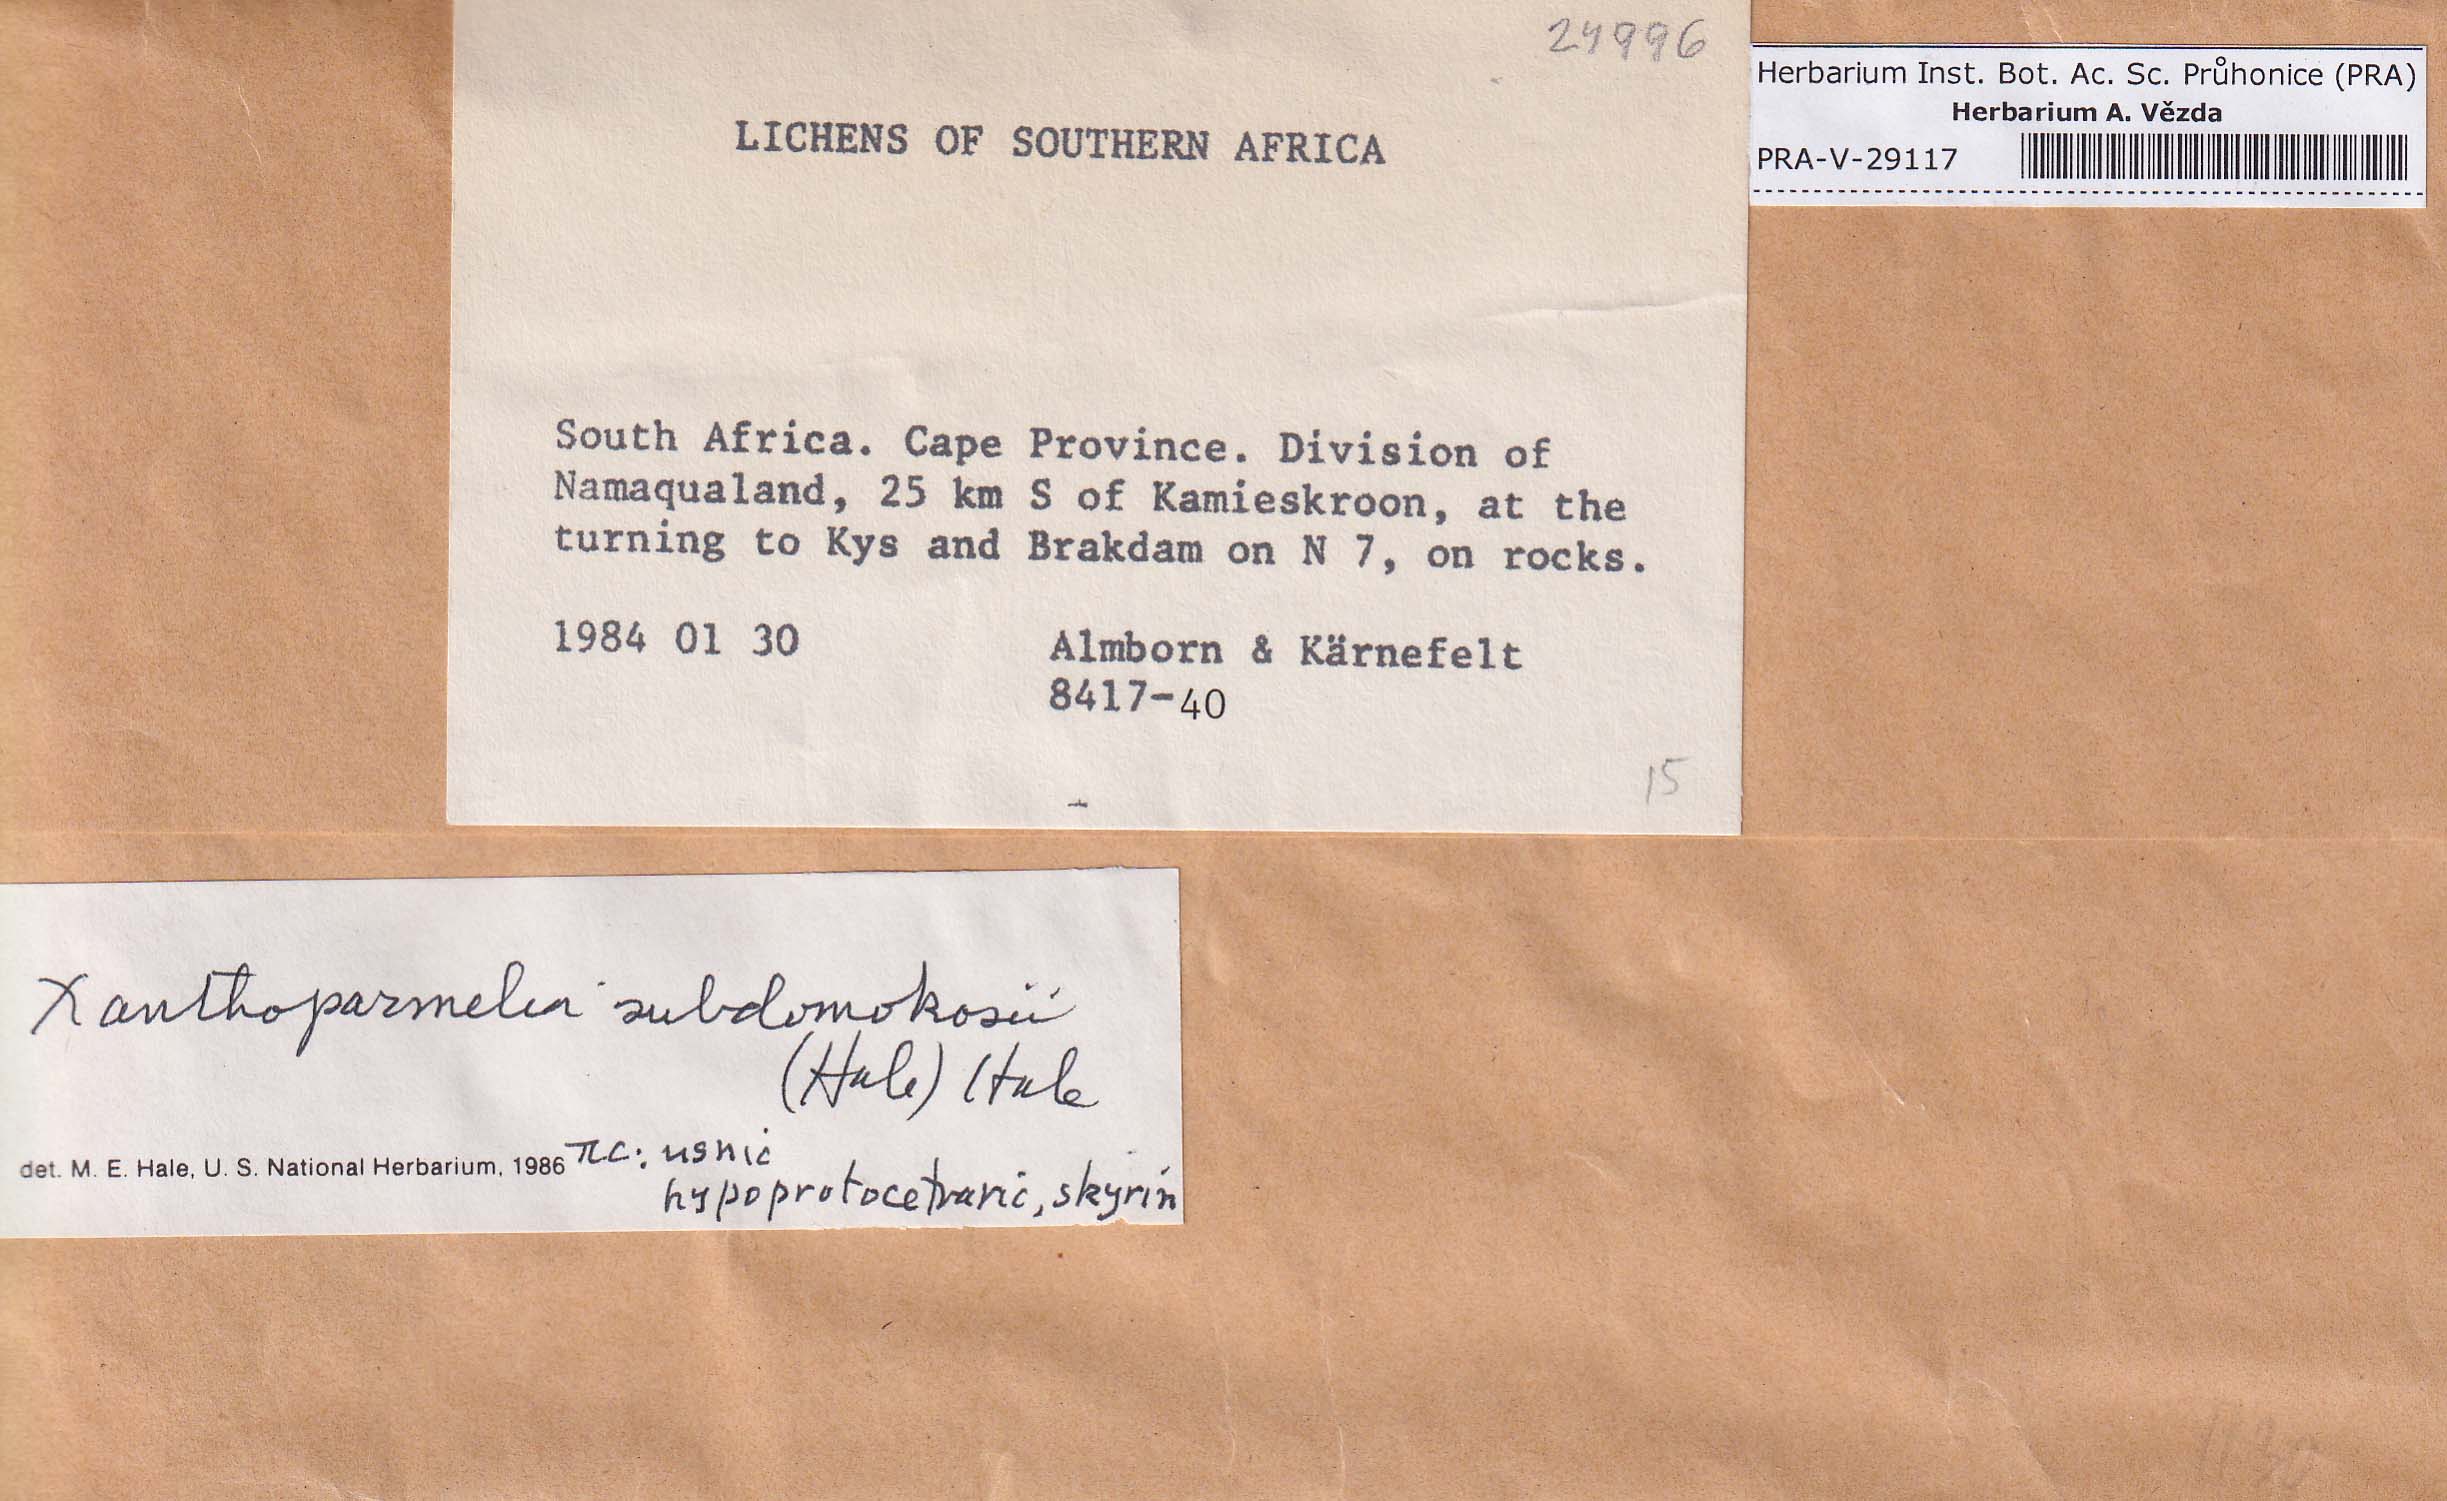 24996
Herbarium Inst. Bot. Ac. Sc. Průhonice (PRA)
Herbarium A. Vězda
PRA-V-29117
LICHENS OF SOUTHERN AFRICA
South Africa. Cape Province. Division of
Namaqualand, 25 km S of Kamieskroon, at the
turning to Kys and Brakdam on N 7, on rocks.
1984 01 30 Almborn & Kärnefelt
8417-40
15
Xanthoparmelia subdomokosii
(Hale) Hale
det. M. E. Hale, U. S. National Herbarium, 1986 TLC: usnic
hypoprotocetraric, skyrin